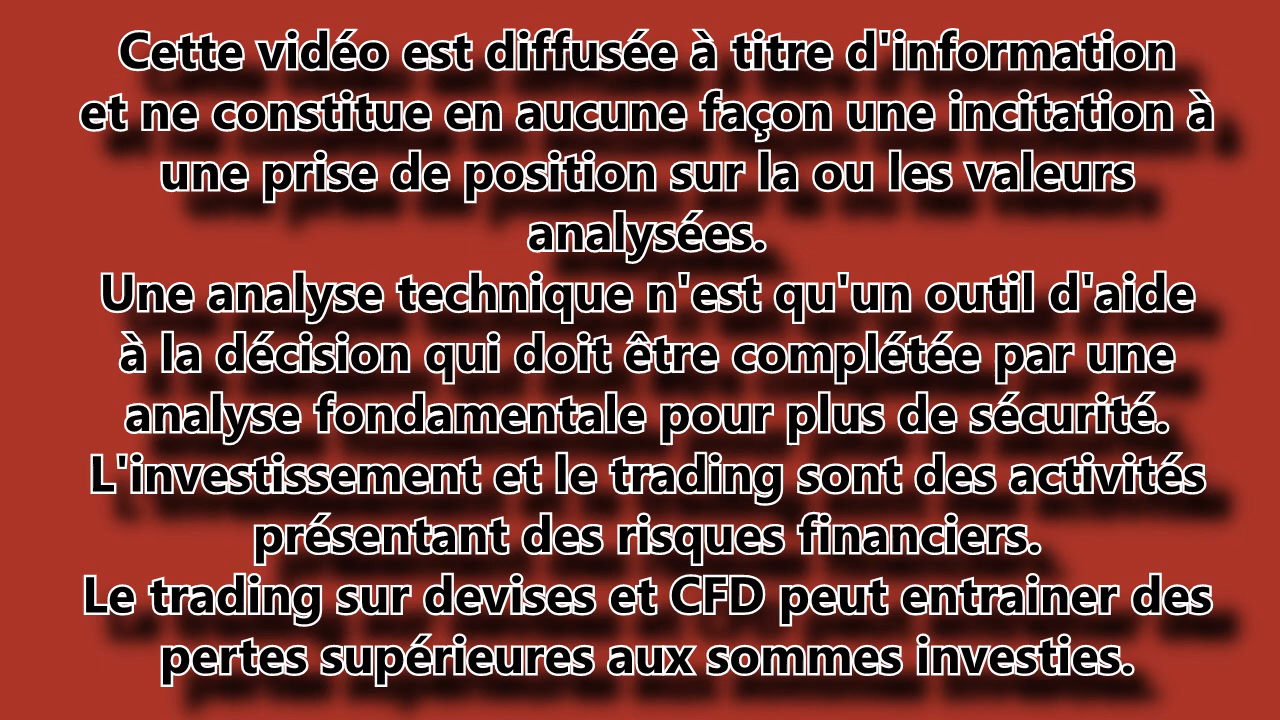 Cette vidéo est diffusée à titre d'information
et ne constitue en aucune façon une incitation à
une prise de position sur la ou les valeurs
analysées.
Une analyse technique n'est qu'un outil d'aide
à la décision qui doit être complétée par une
analyse fondamentale pour plus de sécurité.
L'investissement et le trading sont des activités
présentant des risques financiers.
Le trading sur devises et CFD peut entrainer des
pertes supérieures aux sommes investies.